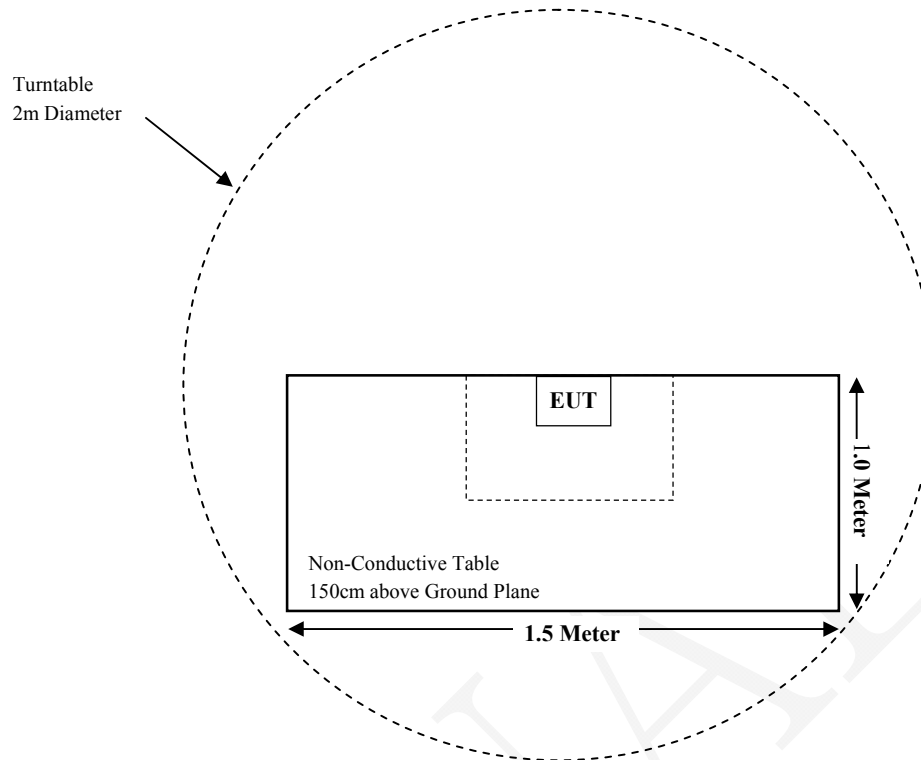 Turntable
2m Diameter
EUT
1.0 Meter
Non-Conductive Table
150cm above Ground Plane
1.5 Meter